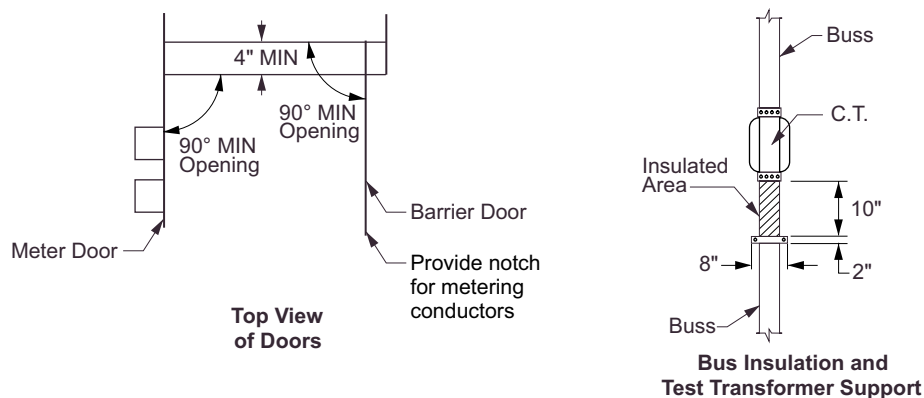 4" MIN
90° MIN
Opening
90° MIN
Opening
Barrier Door
Meter Door
Provide notch
for metering
conductors
Top View
of Doors
Buss
C.T.
Insulated
Area
10"
8"
2"
Buss
Bus Insulation and
Test Transformer Support